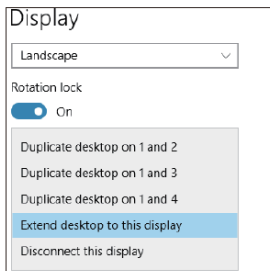 Display
Landscape
Rotation lock
On
Duplicate desktop on 1 and 2
Duplicate desktop on 1 and 3
Duplicate desktop on 1 and 4
Extend desktop to this display
Disconnect this display